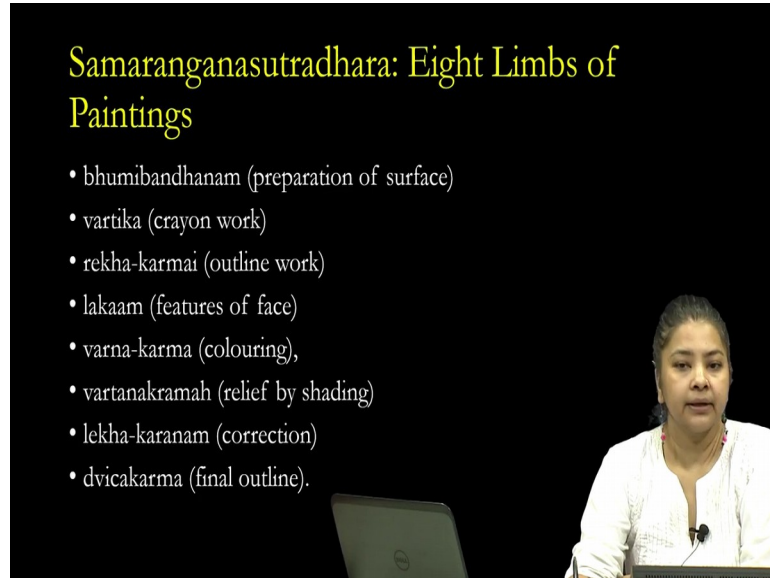 Samaranganasutradhara: Eight Limbs of
Paintings
• bhumibandhanam (preparation of surface)
• vartika (crayon work)
• rekha-karmai (outline work)
• lakaam (features of face)
• varna-karma (colouring),
• vartanakramah (relief by shading)
• lekha-karanam (correction)
• dvicakarma (final outline).
DELL